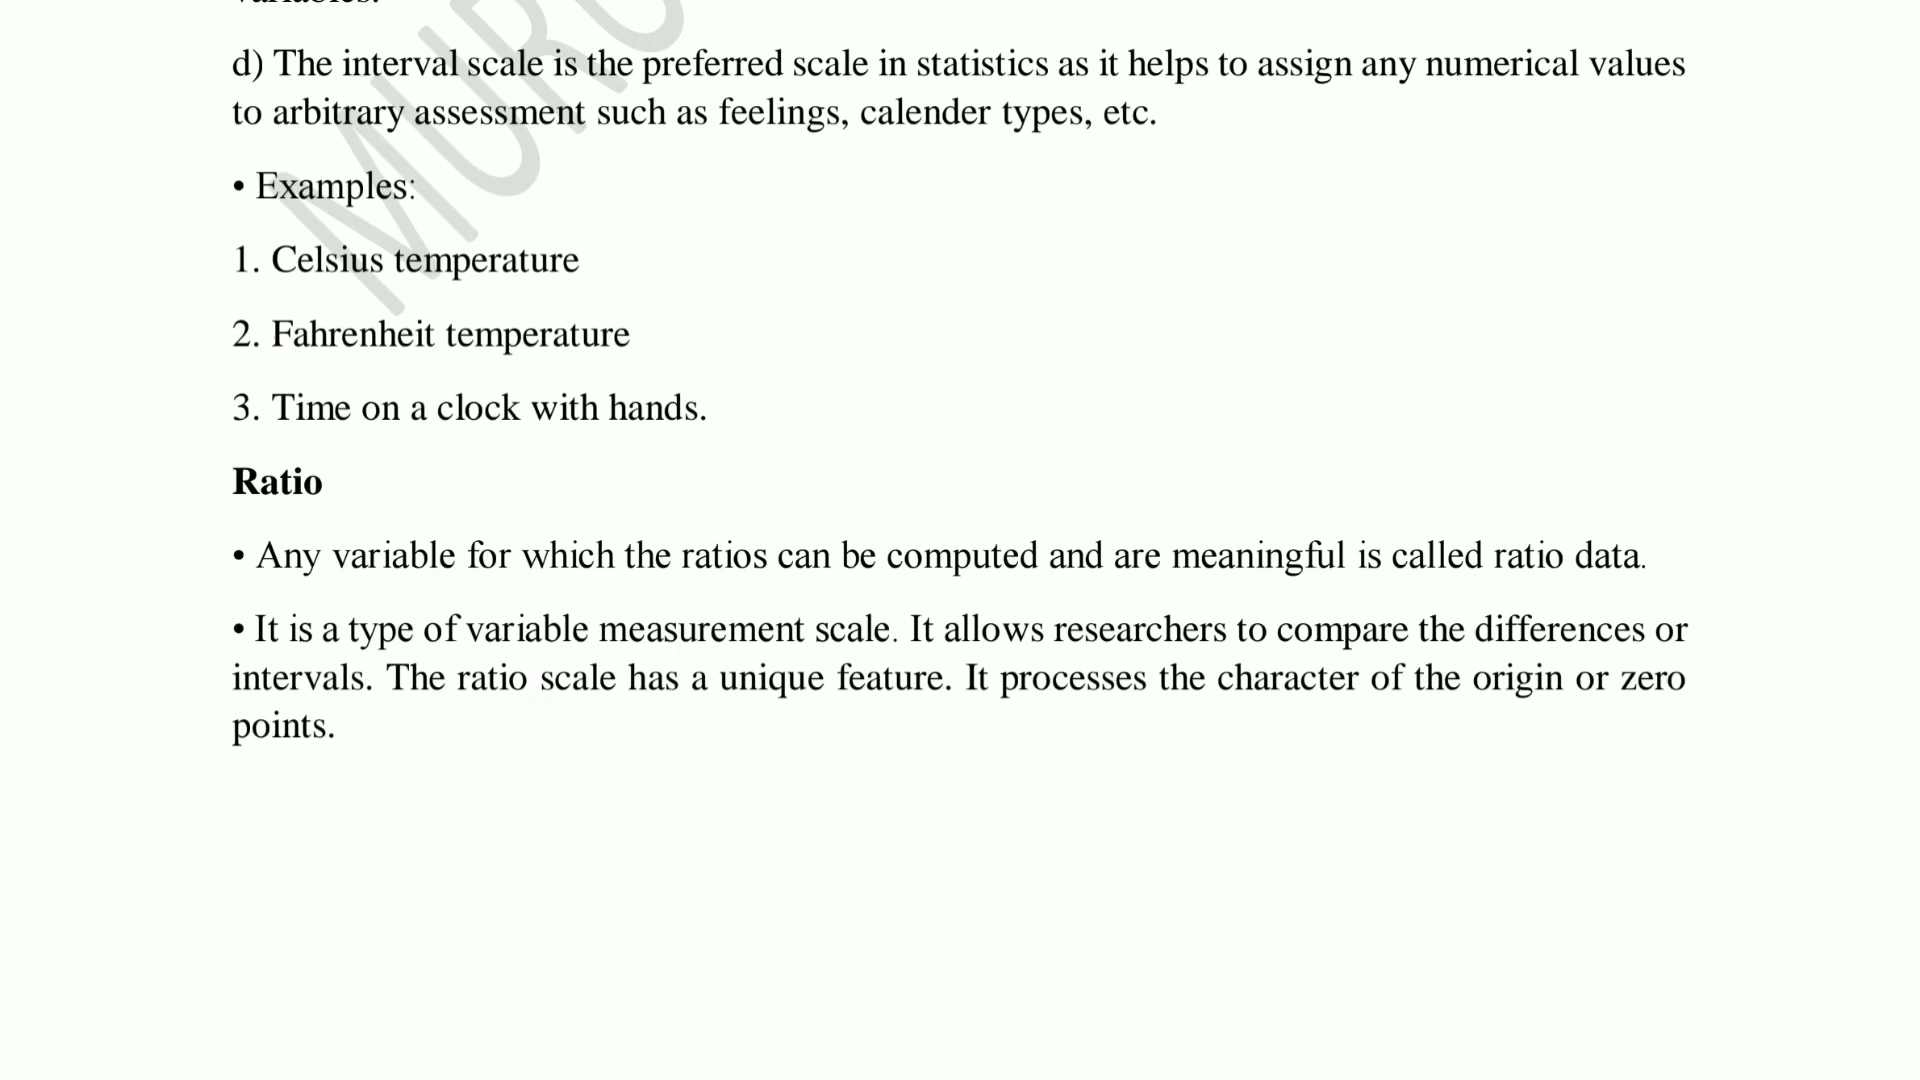 variables.
d) The interval scale is the preferred scale in statistics as it helps to assign any numerical values
to arbitrary assessment such as feelings, calender types, etc.
• Examples:
1. Celsius temperature
2. Fahrenheit temperature
3. Time on a clock with hands.
Ratio
• Any variable for which the ratios can be computed and are meaningful is called ratio data.
• It is a type of variable measurement scale. It allows researchers to compare the differences or
intervals. The ratio scale has a unique feature. It processes the character of the origin or zero
points.